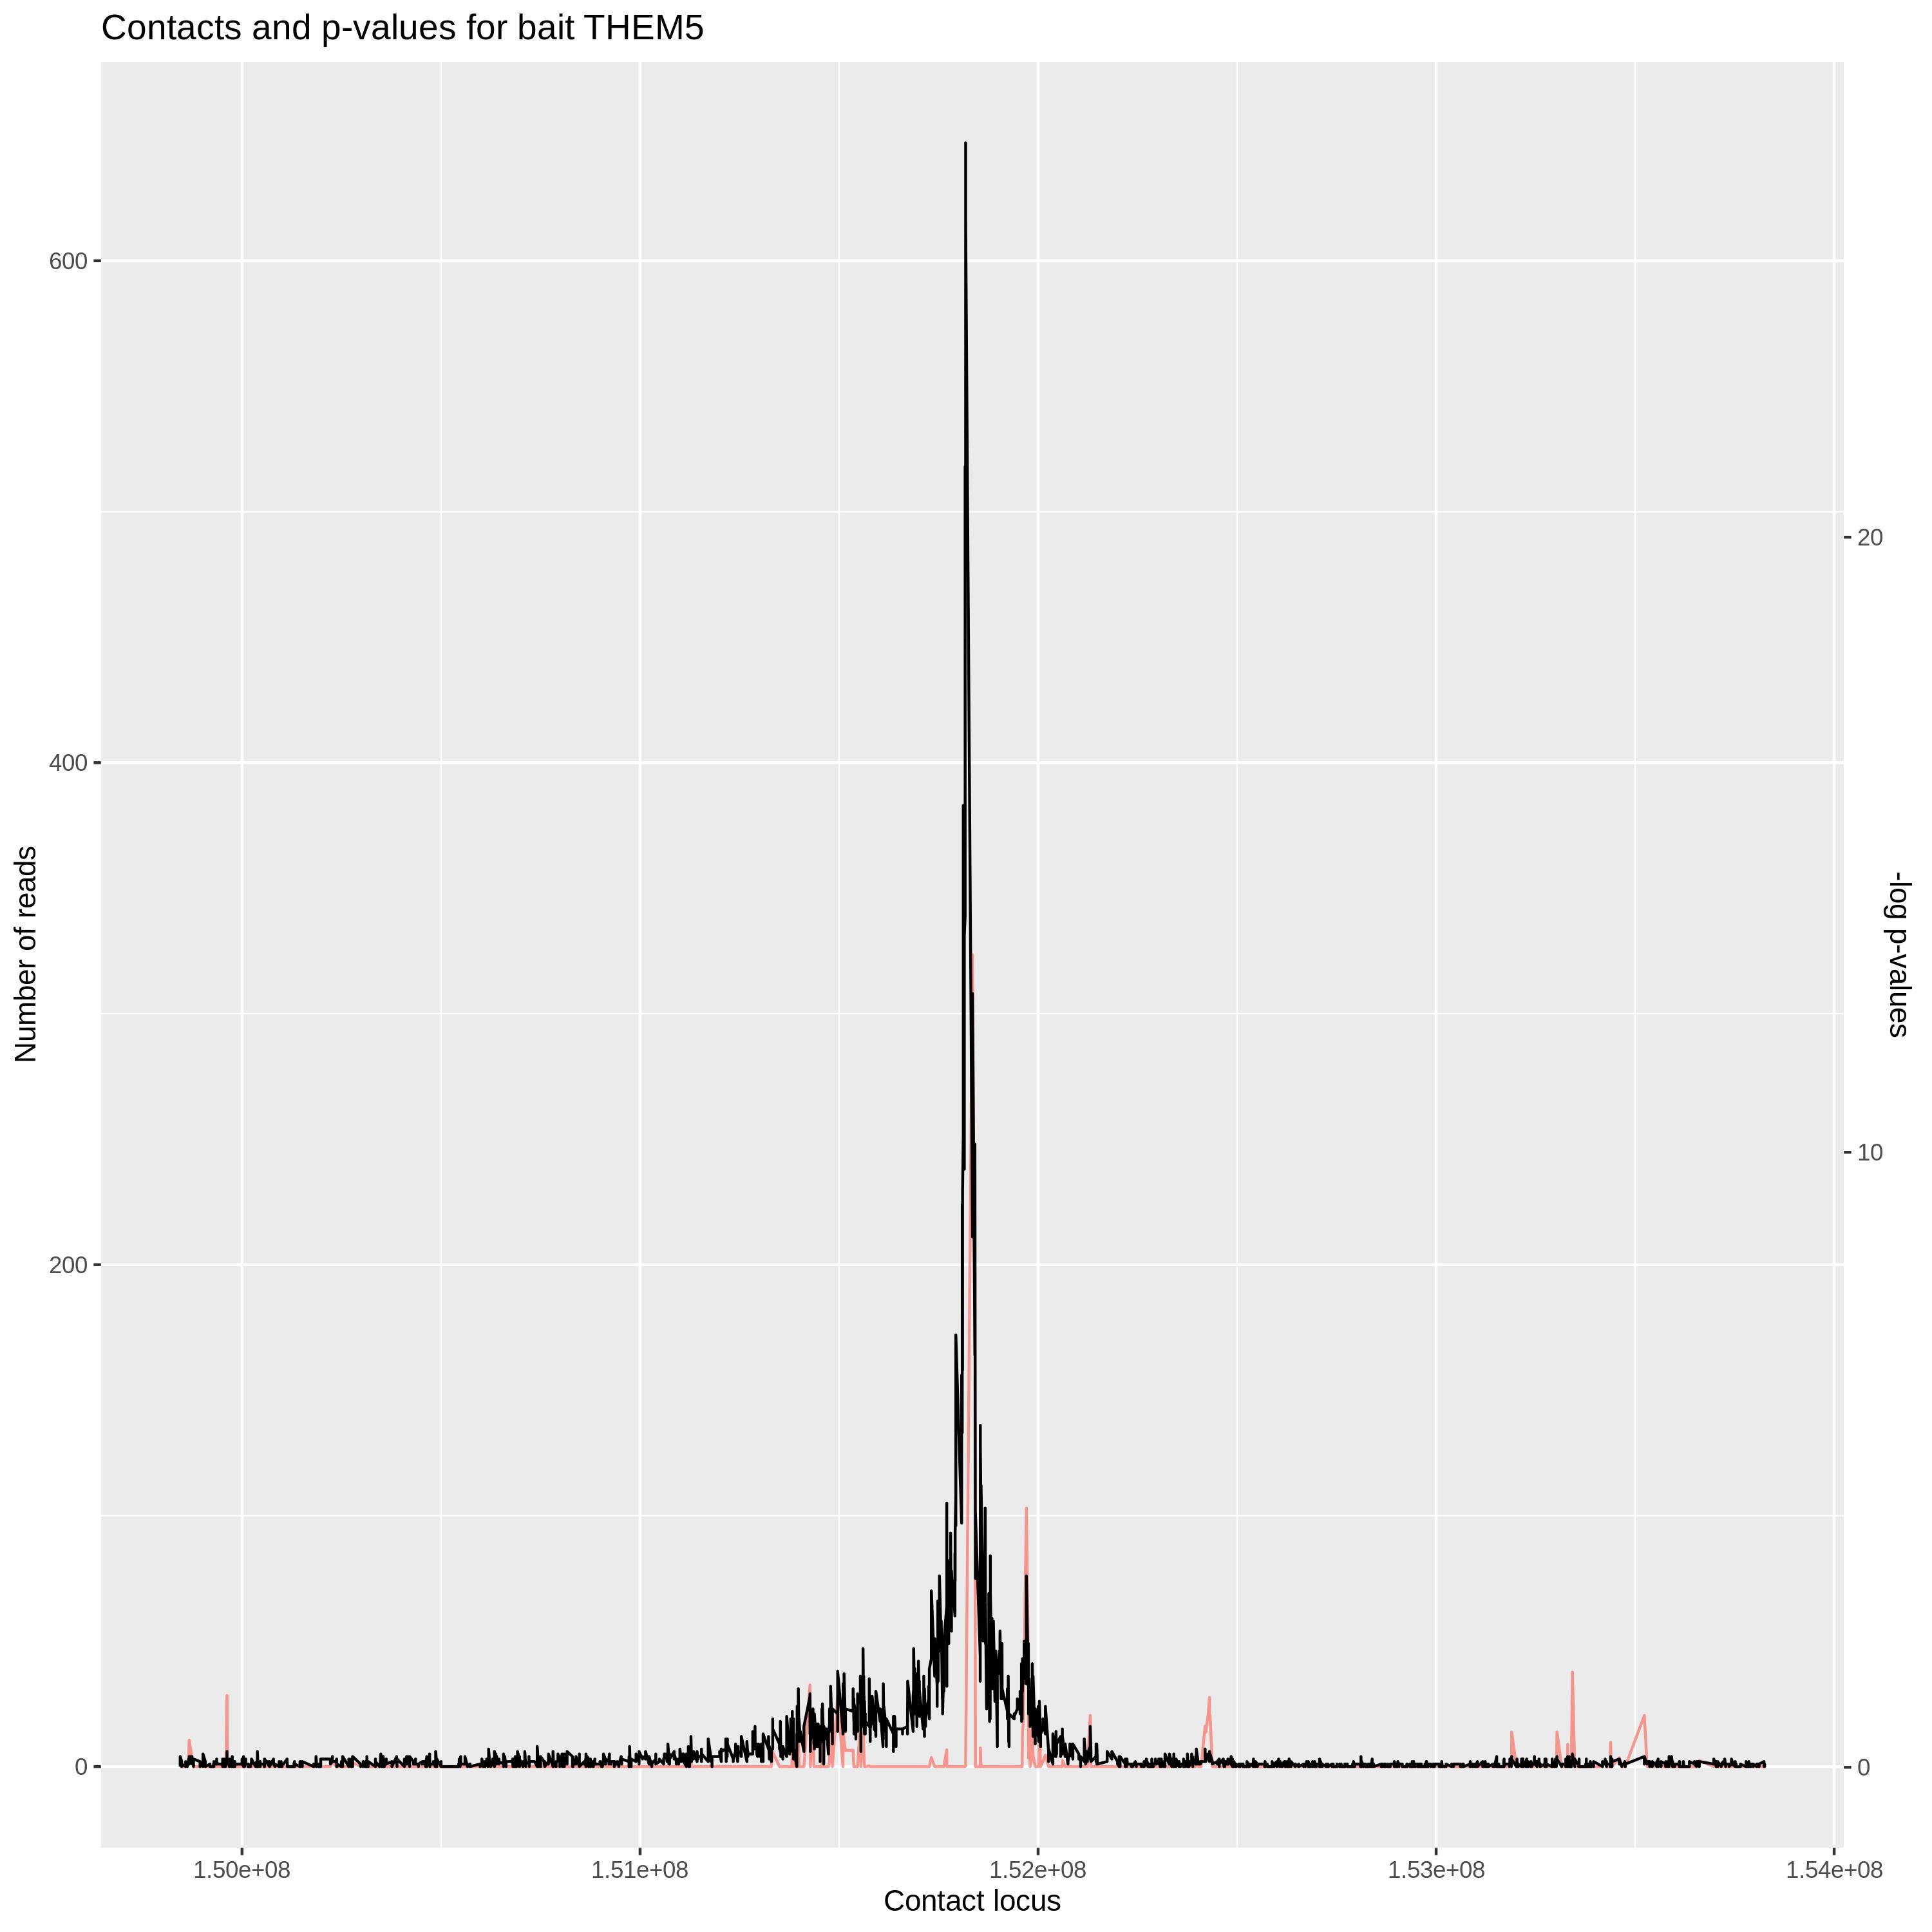 Contacts and p-values for bait THEM5
Number of reads
600
400
200
0
20
10
0
-log p-values
1.50e+08
1.51e+08
1.52e+08
1.53e+08
1.54e+08
Contact locus